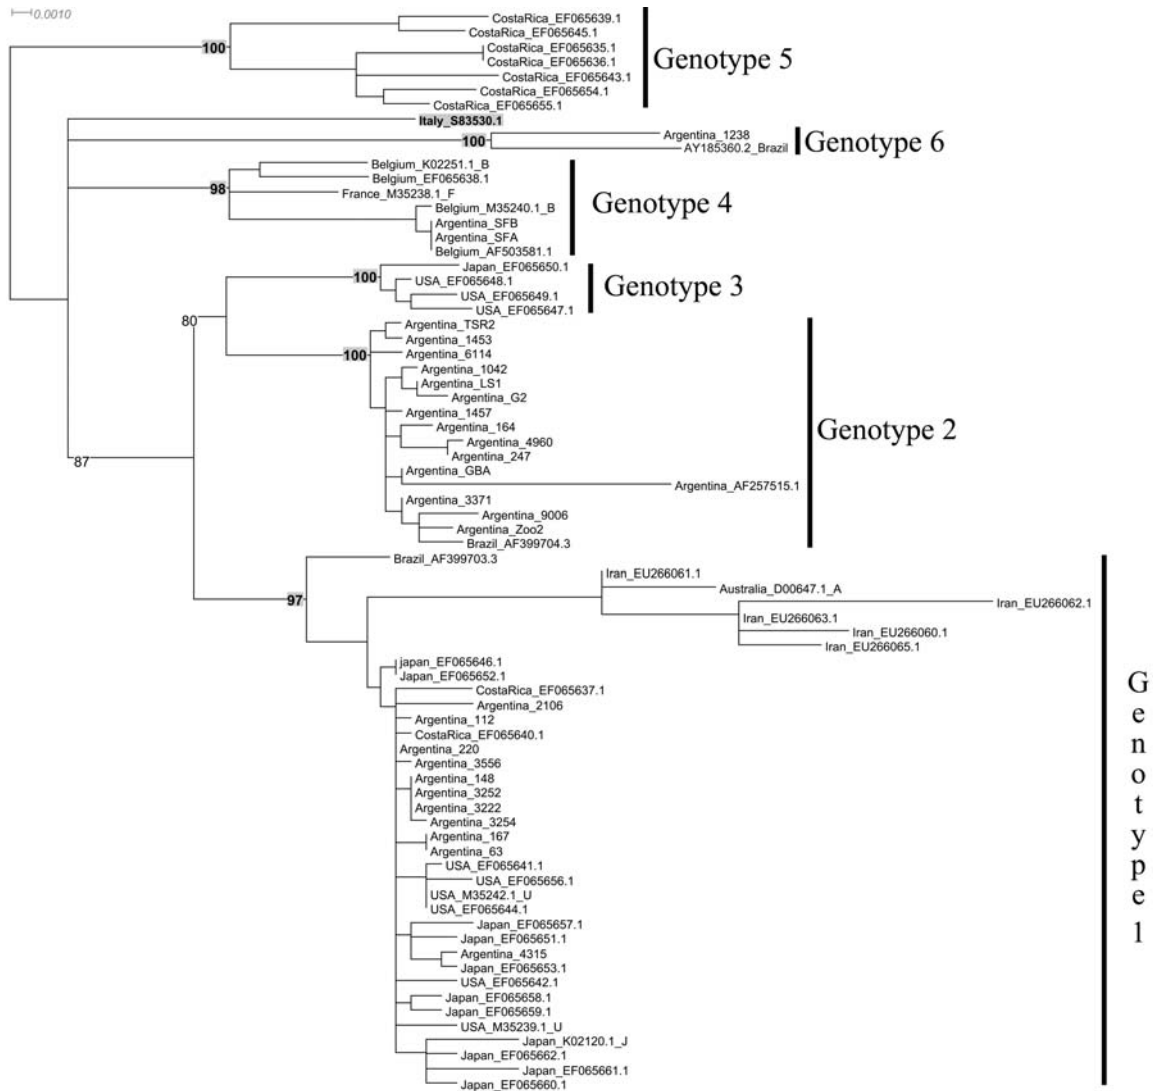 0.0010
CostaRica_EF065639.1
CostaRica_EF065645.1
CostaRica_EF065635.1
100
CostaRica_EF065636.1
Genotype 5
CostaRica_EF065643.1
CostaRica_EF065654.1
CostaRica_EF065655.1
Italy_S83530.1
Argentina_1238
100
Genotype 6
AY185360.2_Brazil
Belgium_K02251.1_B
Belgium_EF065638.1
98
France_M35238.1_F
Belgium_M35240.1_B
Genotype 4
Argentina_SFB
Argentina_SFA
Belgium_AF503581.1
Japan_EF065650.1
100
USA_EF065648.1
Genotype 3
USA_EF065649.1
USA_EF065647.1
80
Argentina_TSR2
Argentina_1453
100
Argentina_6114
Argentina_1042
Argentina_LS1
Argentina_G2
Argentina_1457
Argentina_164
Genotype 2
Argentina_4960
Argentina_247
87
Argentina_GBA
Argentina_AF257515.1
Argentina_3371
Argentina_9006
Argentina_Zoo2
Brazil_AF399704.3
Brazil_AF399703.3
Iran_EU266061.1
Australia_D00647.1_A
97
Iran_EU266062.1
Iran_EU266063.1
Iran_EU266060.1
Iran_EU266065.1
japan_EF065646.1
Japan_EF065652.1
CostaRica_EF065637.1
Argentina_2106
Argentina_112
CostaRica_EF065640.1
Argentina_220
Argentina_3556
Argentina_148
Argentina_3252
Argentina_3222
Argentina_3254
Argentina_167
Argentina_63
USA_EF065641.1
USA_EF065656.1
USA_M35242.1_U
USA_EF065644.1
Japan_EF065657.1
Japan_EF065651.1
Argentina_4315
Japan_EF065653.1
USA_EF065642.1
Japan_EF065658.1
Japan_EF065659.1
USA_M35239.1_U
Japan_K02120.1_J
Japan_EF065662.1
Japan_EF065661.1
Japan_EF065660.1
Genotype 1